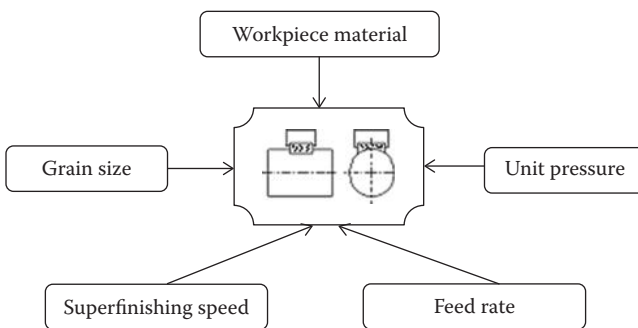 Workpiece material
Grain size
Unit pressure
Superfinishing speed
Feed rate